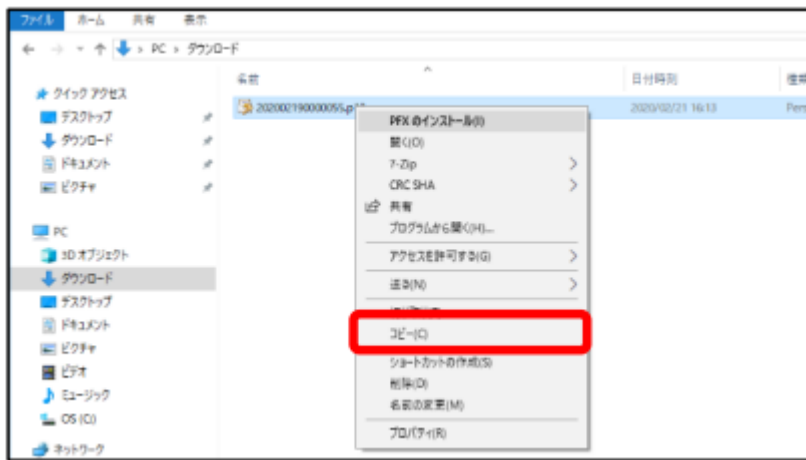 ファイル ホーム 共有 表示
PC › ダウンロード
名前 日付時刻 種類
クイック アクセス
202002190000055.p12 2020/02/21 16:13
デスクトップ
ダウンロード
ドキュメント
ピクチャ
PC
3D オブジェクト
ダウンロード
デスクトップ
ドキュメント
ピクチャ
ビデオ
ミュージック
OS (C:)
ネットワーク
PFX のインストール(I)
開く(O)
7-Zip
CRC SHA
共有
プログラムから開く(H)...
アクセスを許可する(G)
送る(N)
コピー(C)
ショートカットの作成(S)
削除(D)
名前の変更(M)
プロパティ(R)